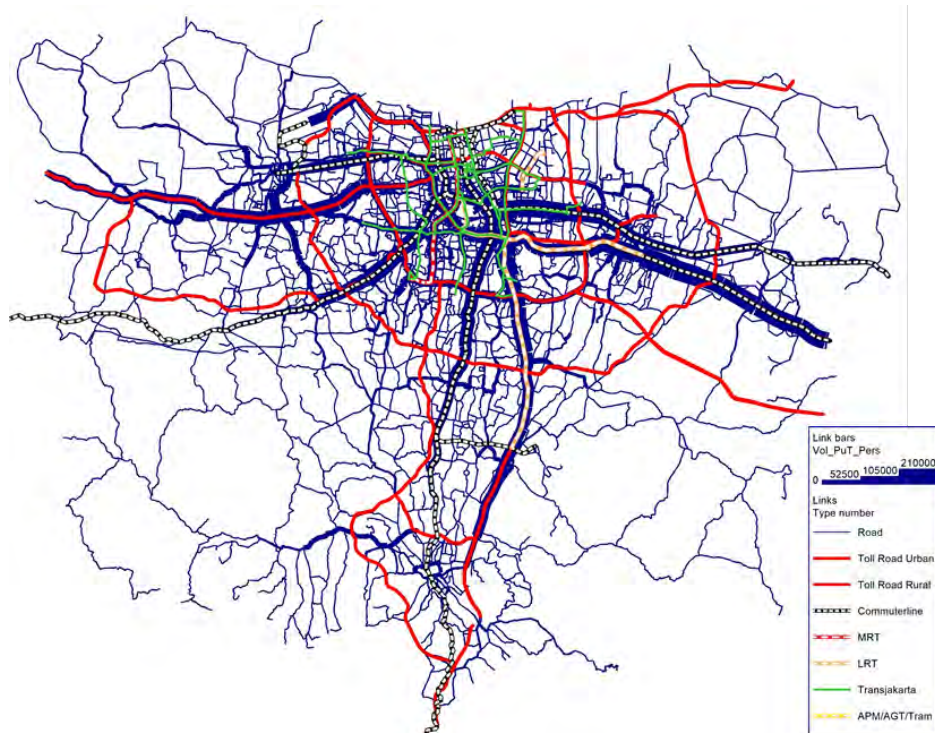 Link bars
Vol_PuT_Pers
0 52500 105000 210000
Links
Type number
Road
Toll Road Urban
Toll Road Rural
Commuterline
MRT
LRT
Transjakarta
APM/AGT/Tram